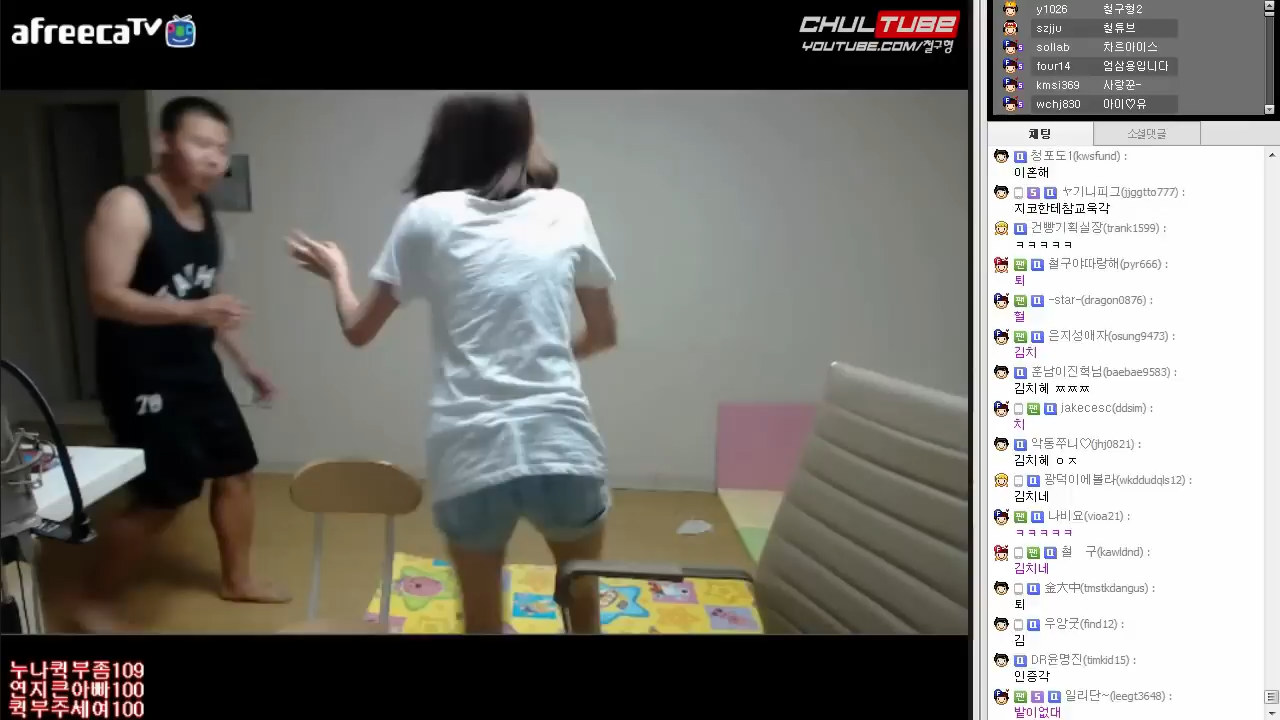 afreecaTV
CHULTUBE
YOUTUBE.COM/철구형
70
누나퀵부좀109
연지큰아빠100
퀵부주세여100
y1026 철구형2
szjju 철튜브
sollab 차르아이스
four14 엄삼용입니다
kmsi369 사랑꾼-
wchj830 아이♡유
채팅 소셜댓글
청포도1(kwsfund) :
이혼해
ㅑ기니피그(jjggtto777) :
지코한테참교육각
건빵기획실장(trank1599) :
ㅋㅋㅋㅋㅋ
철구야따랑해(pyr666) :
퇴
-star-(dragon0876) :
헐
은지성애자(osung9473) :
김치
훈남이진혁님(baebae9583) :
김치혜 ㅉㅉㅉ
jakecesc(ddsim) :
치
악동쭈니♡(jhj0821) :
김치혜 ㅇㅈ
광덕이에볼라(wkddudqls12) :
김치네
나비요(vioa21) :
ㅋㅋㅋㅋㅋ
철 구(kawldnd) :
김치네
金大中(tmstkdangus) :
퇴
우앙굿(find12) :
김
DR윤명진(timkid15) :
인증각
일리단~(leegt3648) :
밭이없대